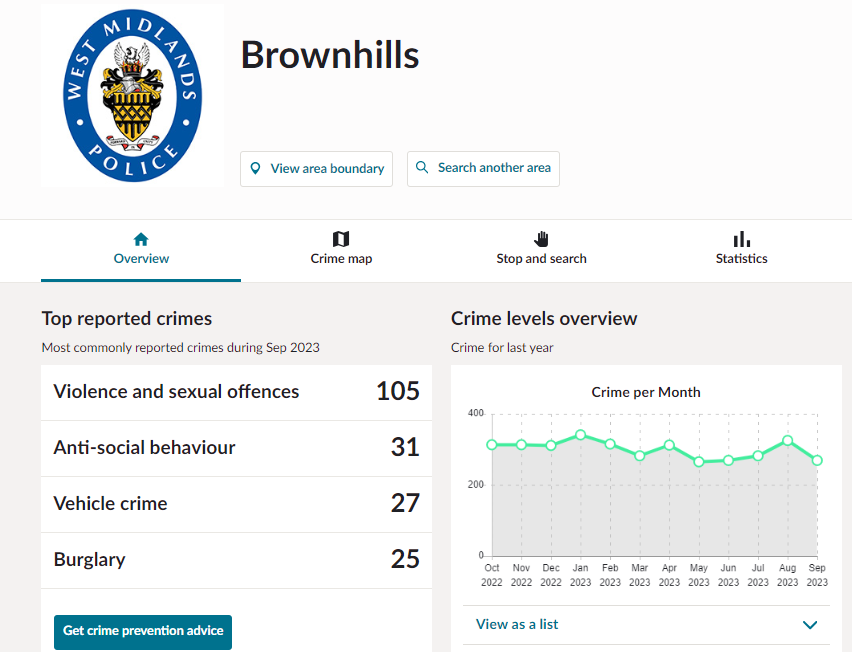 WEST MIDLANDS
POLICE
Brownhills
View area boundary
Search another area
Overview
Crime map
Stop and search
Statistics
Top reported crimes
Most commonly reported crimes during Sep 2023
Violence and sexual offences 105
Anti-social behaviour 31
Vehicle crime 27
Burglary 25
Get crime prevention advice
Crime levels overview
Crime for last year
Crime per Month
400
200
0
Oct Nov Dec Jan Feb Mar Apr May Jun Jul Aug Sep
2022 2022 2022 2023 2023 2023 2023 2023 2023 2023 2023 2023
View as a list